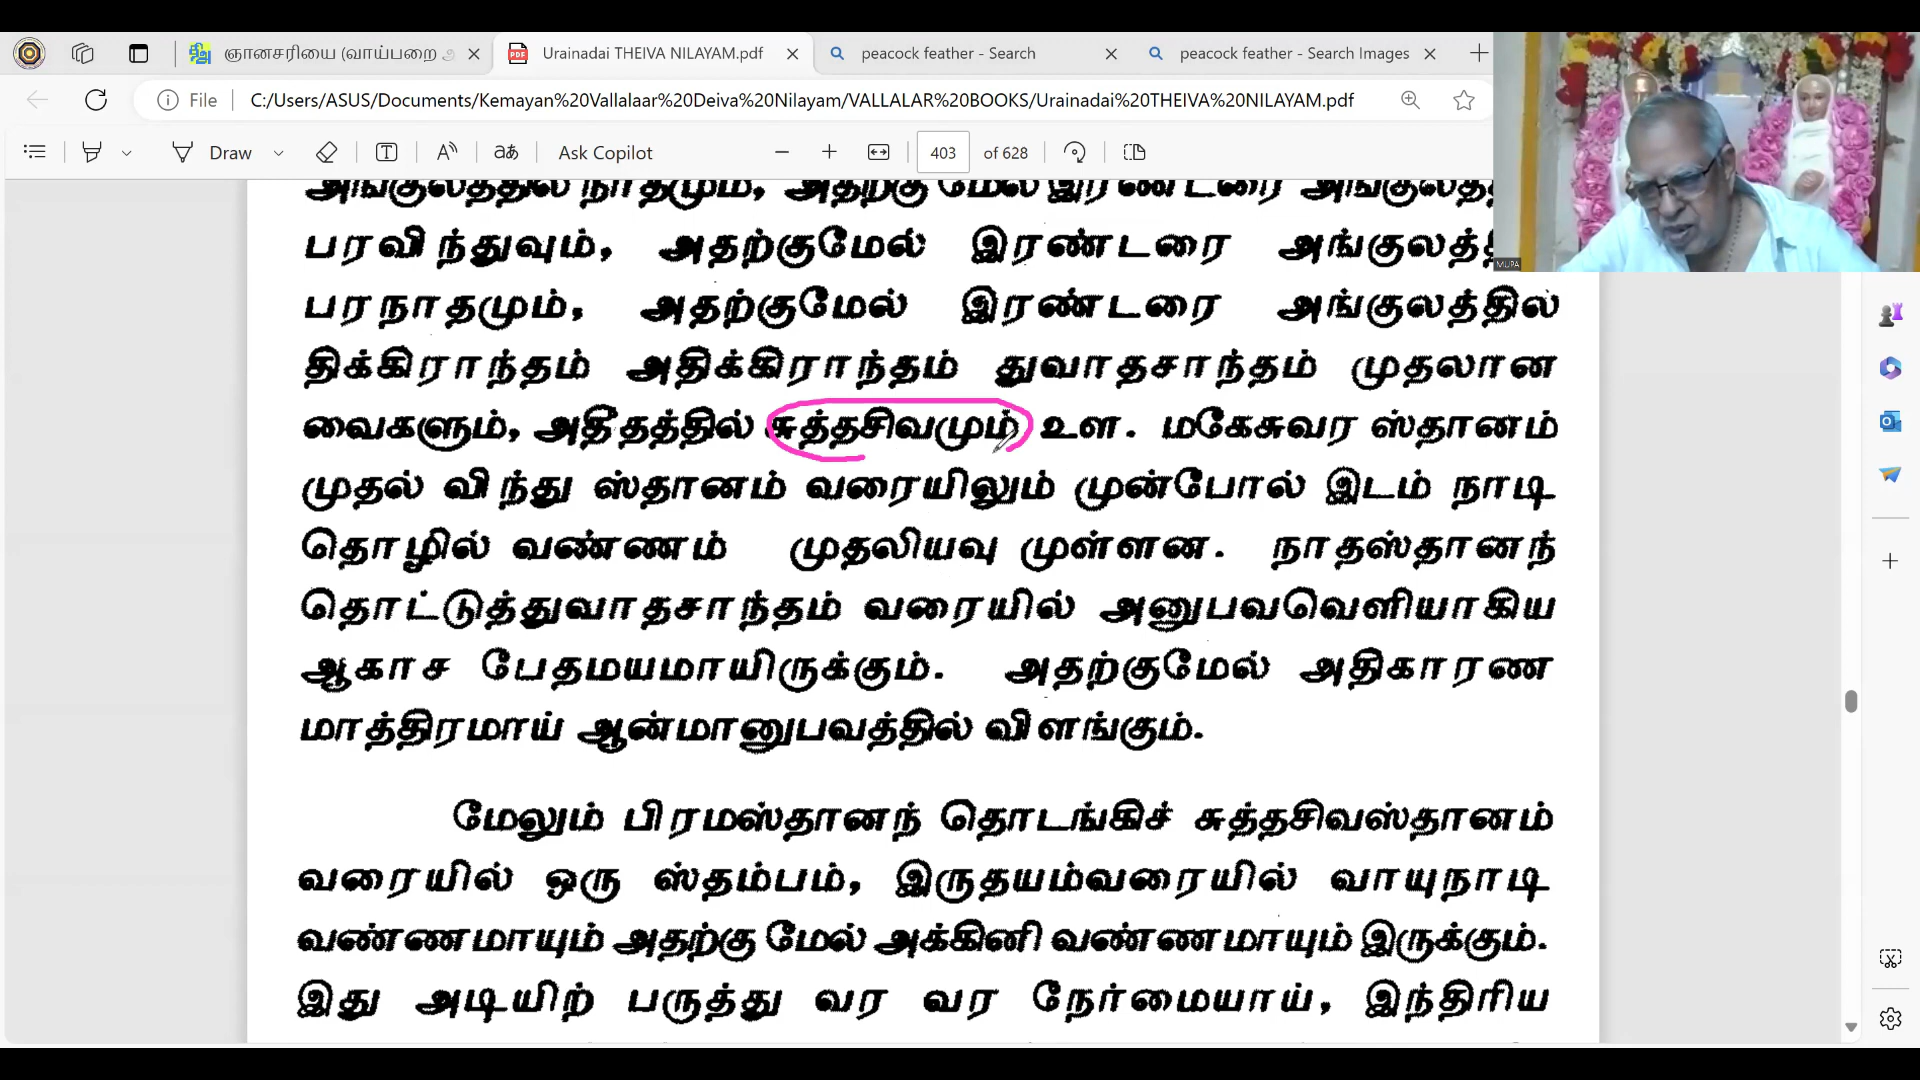 ஞானசரியை (வாய்பறை ஆ
Urainadai THEIVA NILAYAM.pdf
peacock feather - Search
peacock feather - Search Images
File
C:/Users/ASUS/Documents/Kemayan%20Vallalaar%20Deiva%20Nilayam/VALLALAR%20BOOKS/Urainadai%20THEIVA%20NILAYAM.pdf
Draw
Ask Copilot
403 of 628
MUPA
அங்குலத்தில் நாதமும், அதற்கு மேல் இரண்டரை
பரவிந்துவும், அதற்குமேல் இரண்டரை
பரநாதமும், அதற்குமேல் இரண்டரை அங்குலத்தில்
திக்கிராந்தம் அதிக்கிராந்தம் துவாதசாந்தம் முதலான
வைகளும், அதீதத்தில் சுத்தசிவமும் உள. மகேசுவர ஸ்தானம்
முதல் விந்து ஸ்தானம் வரையிலும் முன்போல் இடம் நாடி
தொழில் வண்ணம் முதலியவு முள்ளன. நாதஸ்தானந்
தொட்டுத்துவாதசாந்தம் வரையில் அனுபவவெளியாகிய
ஆகாச பேதமயமாயிருக்கும். அதற்குமேல் அதிகாரண
மாத்திரமாய் ஆன்மானுபவத்தில் விளங்கும்.
மேலும் பிரமஸ்தானந் தொடங்கிச் சுத்தசிவஸ்தானம்
வரையில் ஒரு ஸ்தம்பம், இருதயம்வரையில் வாயுநாடி
வண்ணமாயும் அதற்கு மேல் அக்கினி வண்ணமாயும் இருக்கும்.
இது அடியிற் பருத்து வர வர நேர்மையாய், இந்திரிய